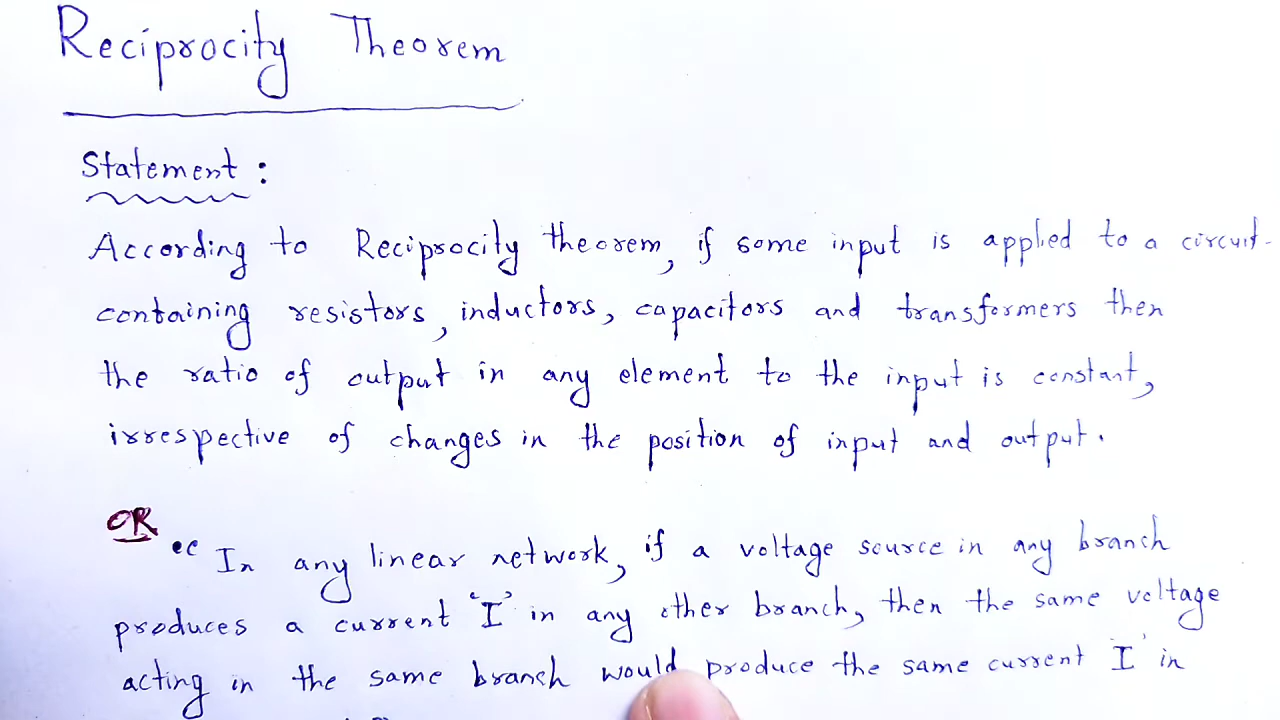 Reciprocity Theorem
Statement:
According to Reciprocity theorem, if some input is applied to a circuit
containing resistors, inductors, capacitors and transformers then
the ratio of output in any element to the input is constant,
irrespective of changes in the position of input and output.
OR
"In any linear network, if a voltage source in any branch
produces a current 'I' in any other branch, then the same voltage
acting in the same branch would produce the same current I' in